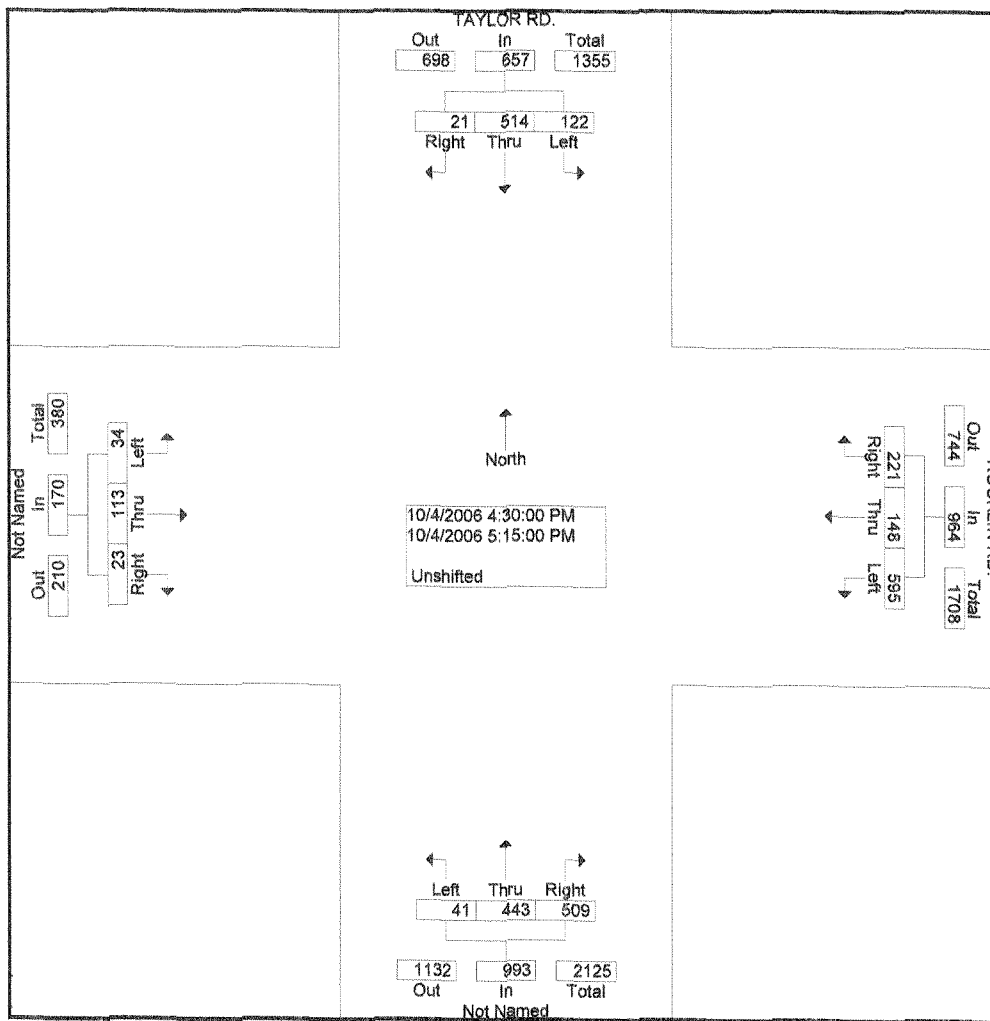 TAYLOR RD.
Out In Total
698 657 1355
21 514 122
Right Thru Left
Total 380
In 170
Out 210
Not Named
34 Left
113 Thru
23 Right
North
10/4/2006 4:30:00 PM
10/4/2006 5:15:00 PM
Unshifted
Right 221
Thru 148
Left 595
Out 744
In 964
Total 1708
Left Thru Right
41 443 509
1132 993 2125
Out In Total
Not Named